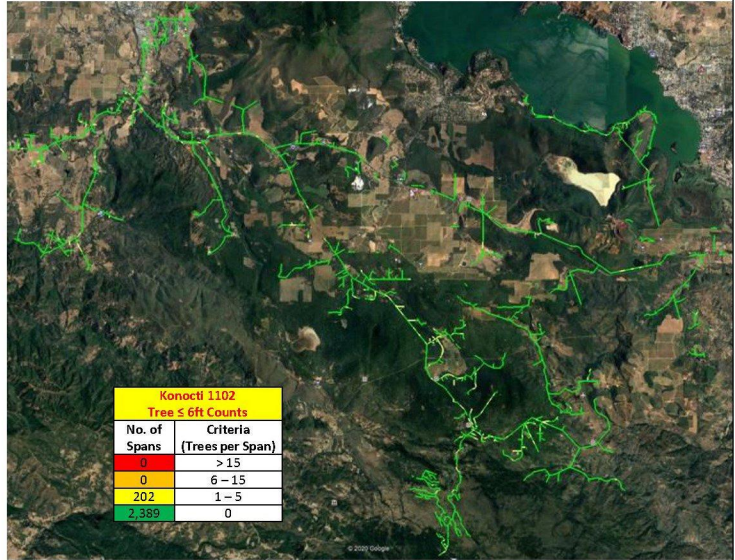 Konocti 1102
Tree ≤ 6ft Counts
No. of Spans Criteria (Trees per Span)
0 > 15
0 6 – 15
202 1 – 5
2,389 0
© 2020 Google